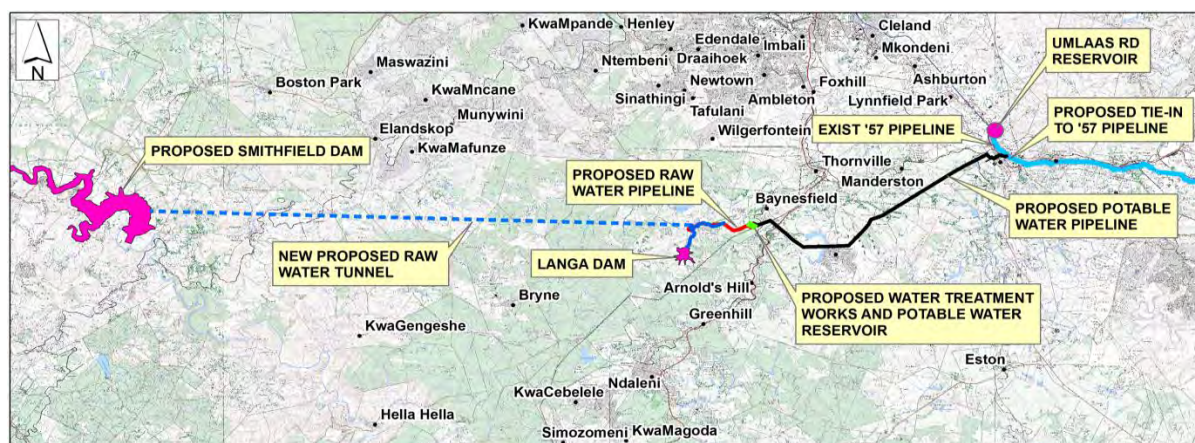 N
KwaMpande
Henley
Cleland
Maswazini
Edendale
Imbali
Mkondeni
UMLAAS RD
RESERVOIR
Boston Park
Ntembeni
Draaihoek
Newtown
Foxhill
Ashburton
KwaMncane
Sinathingi
Ambleton
Lynnfield Park
Munywini
Tafulani
Elandskop
Wilgerfontein
EXIST '57 PIPELINE
PROPOSED TIE-IN
TO '57 PIPELINE
PROPOSED SMITHFIELD DAM
KwaMafunze
PROPOSED RAW
WATER PIPELINE
Thornville
Manderston
Baynesfield
PROPOSED POTABLE
WATER PIPELINE
NEW PROPOSED RAW
WATER TUNNEL
LANGA DAM
Arnold's Hill
PROPOSED WATER TREATMENT
WORKS AND POTABLE WATER
RESERVOIR
Bryne
Greenhill
KwaGengeshe
Eston
Ndaleni
KwaCebelele
Hella Hella
Simozomeni
KwaMagoda